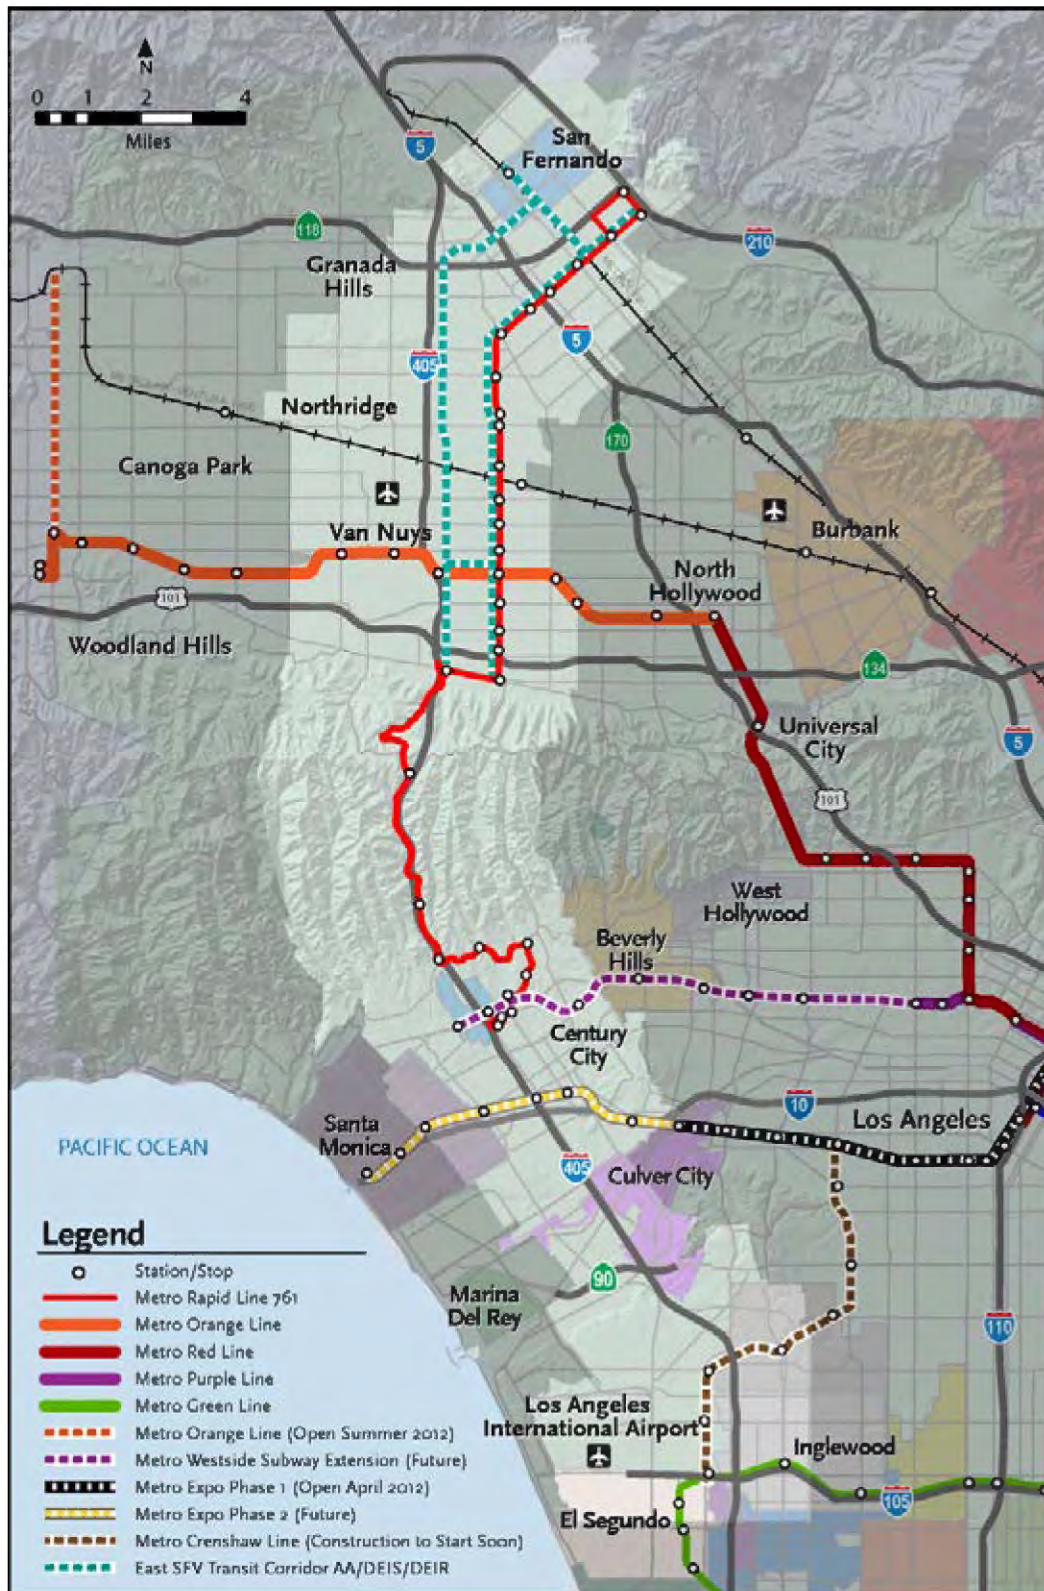 N
0 1 2 4
Miles
5
San
Fernando
118
210
Granada
Hills
5
405
Northridge
170
Canoga Park
Van Nuys
Burbank
North
Hollywood
101
Woodland Hills
134
Universal
City
5
101
West
Hollywood
Beverly
Hills
Century
City
10
Los Angeles
Santa
Monica
PACIFIC OCEAN
405
Culver City
90
Marina
Del Rey
110
Los Angeles
International Airport
Inglewood
105
El Segundo
Legend
Station/Stop
Metro Rapid Line 761
Metro Orange Line
Metro Red Line
Metro Purple Line
Metro Green Line
Metro Orange Line (Open Summer 2012)
Metro Westside Subway Extension (Future)
Metro Expo Phase 1 (Open April 2012)
Metro Expo Phase 2 (Future)
Metro Crenshaw Line (Construction to Start Soon)
East SFV Transit Corridor AA/DEIS/DEIR